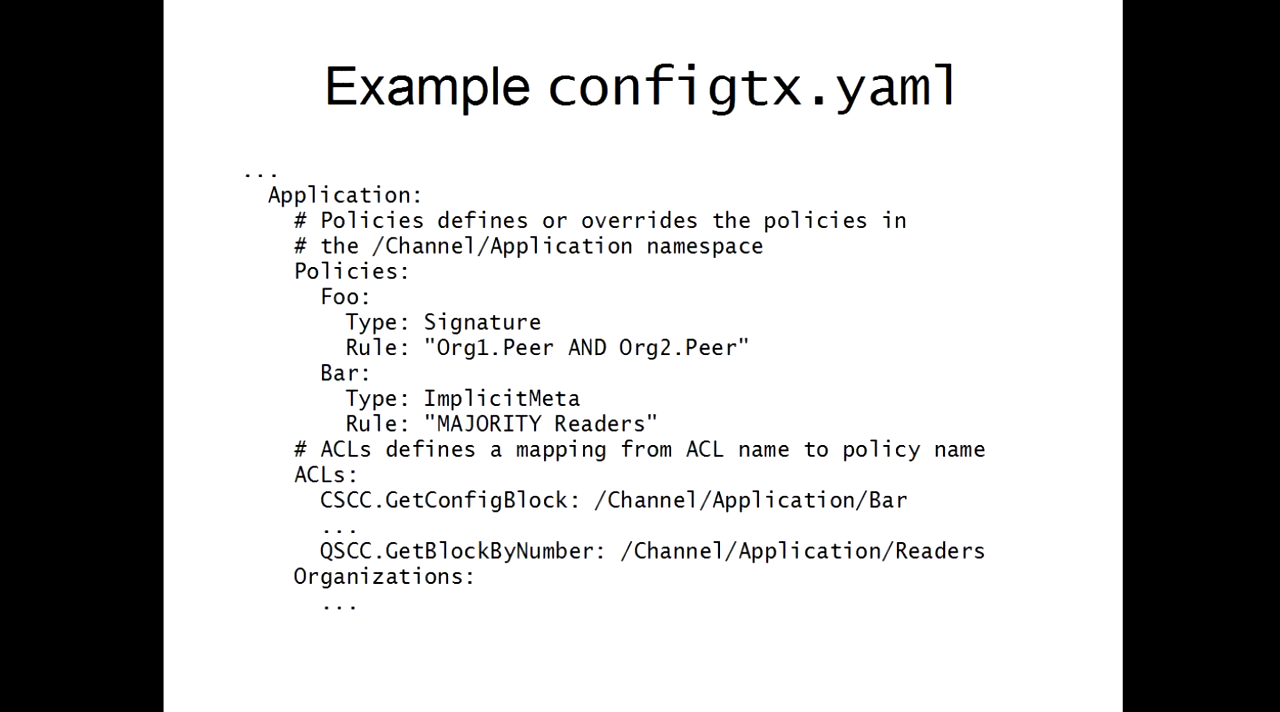 Example configtx.yaml
...
Application:
# Policies defines or overrides the policies in
# the /Channel/Application namespace
Policies:
Foo:
Type: Signature
Rule: "Org1.Peer AND Org2.Peer"
Bar:
Type: ImplicitMeta
Rule: "MAJORITY Readers"
# ACLs defines a mapping from ACL name to policy name
ACLs:
CSCC.GetConfigBlock: /Channel/Application/Bar
...
QSCC.GetBlockByNumber: /Channel/Application/Readers
Organizations:
...